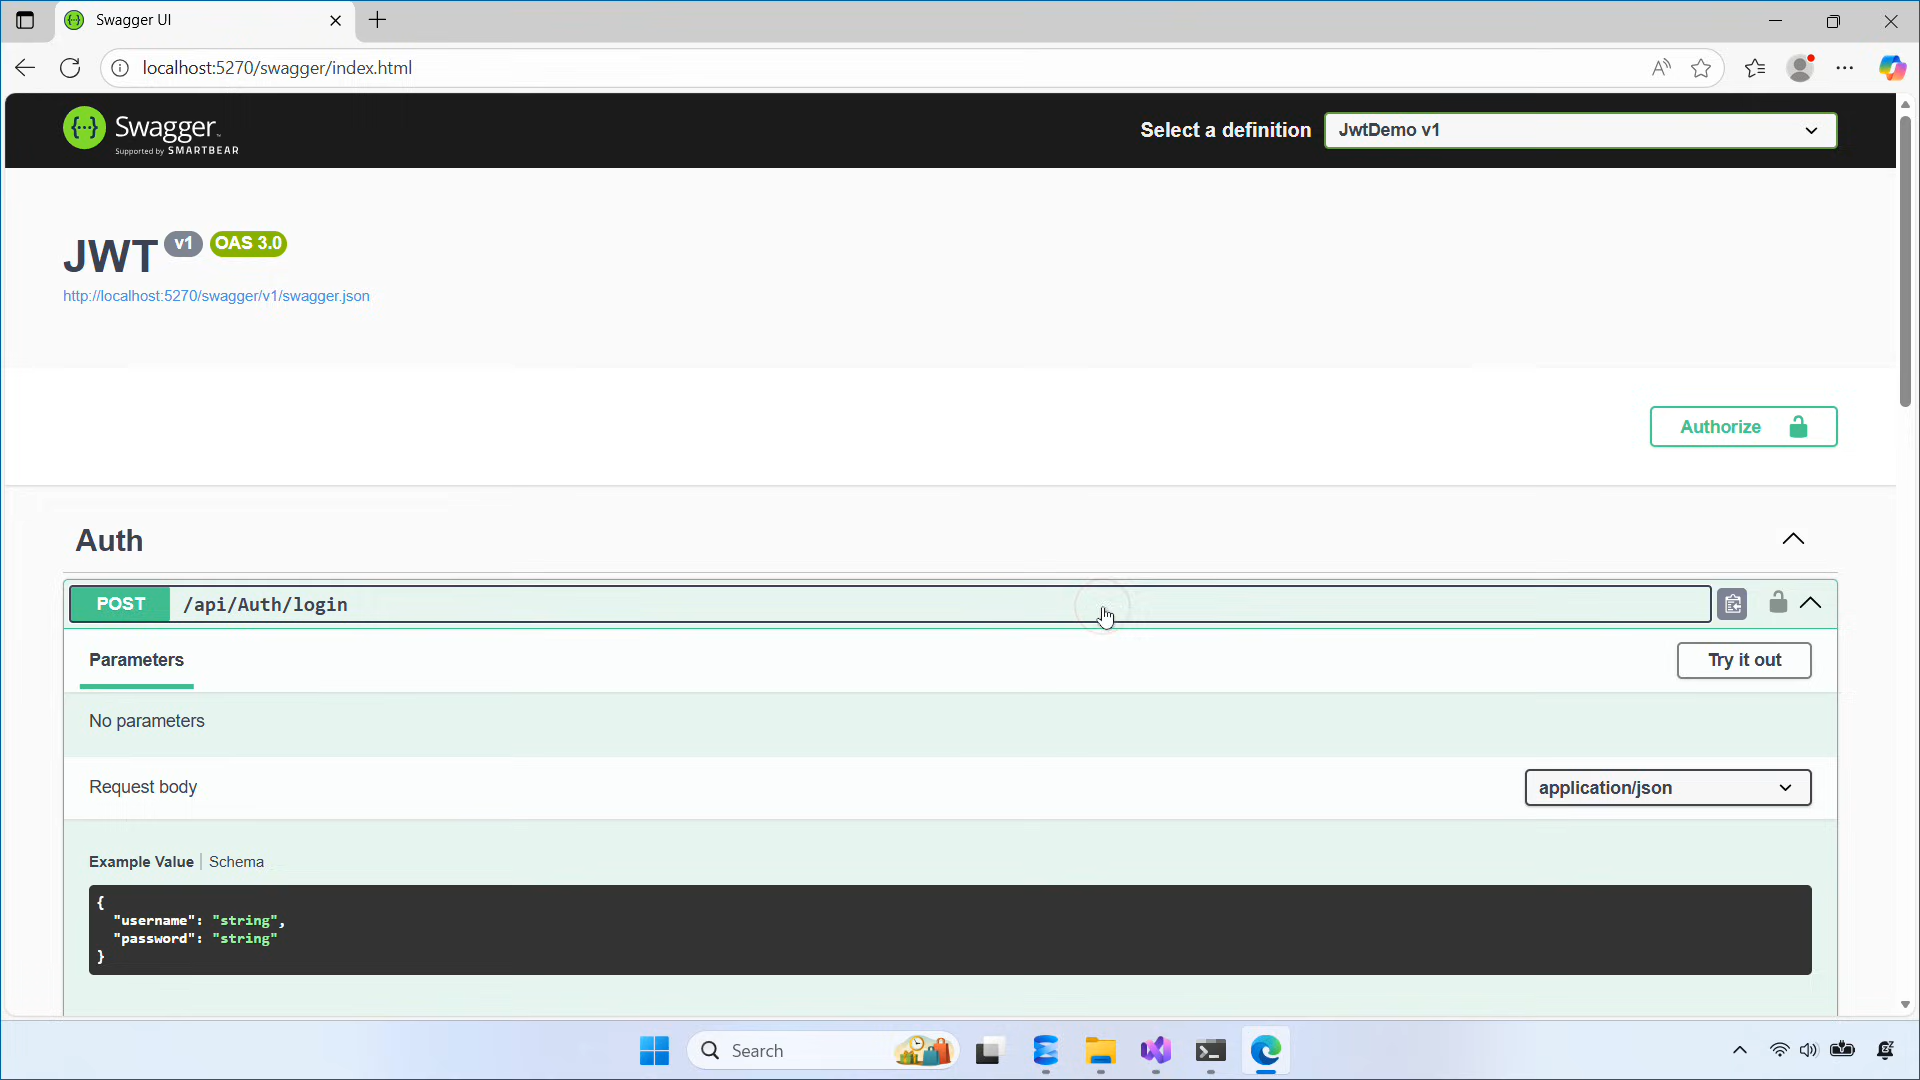 Swagger UI
localhost:5270/swagger/index.html
Swagger
Supported by SMARTBEAR
Select a definition
JwtDemo v1
JWT v1 OAS 3.0
http://localhost:5270/swagger/v1/swagger.json
Authorize
Auth
POST /api/Auth/login
Parameters
Try it out
No parameters
Request body
application/json
Example Value | Schema
{
"username": "string",
"password": "string"
}
Search